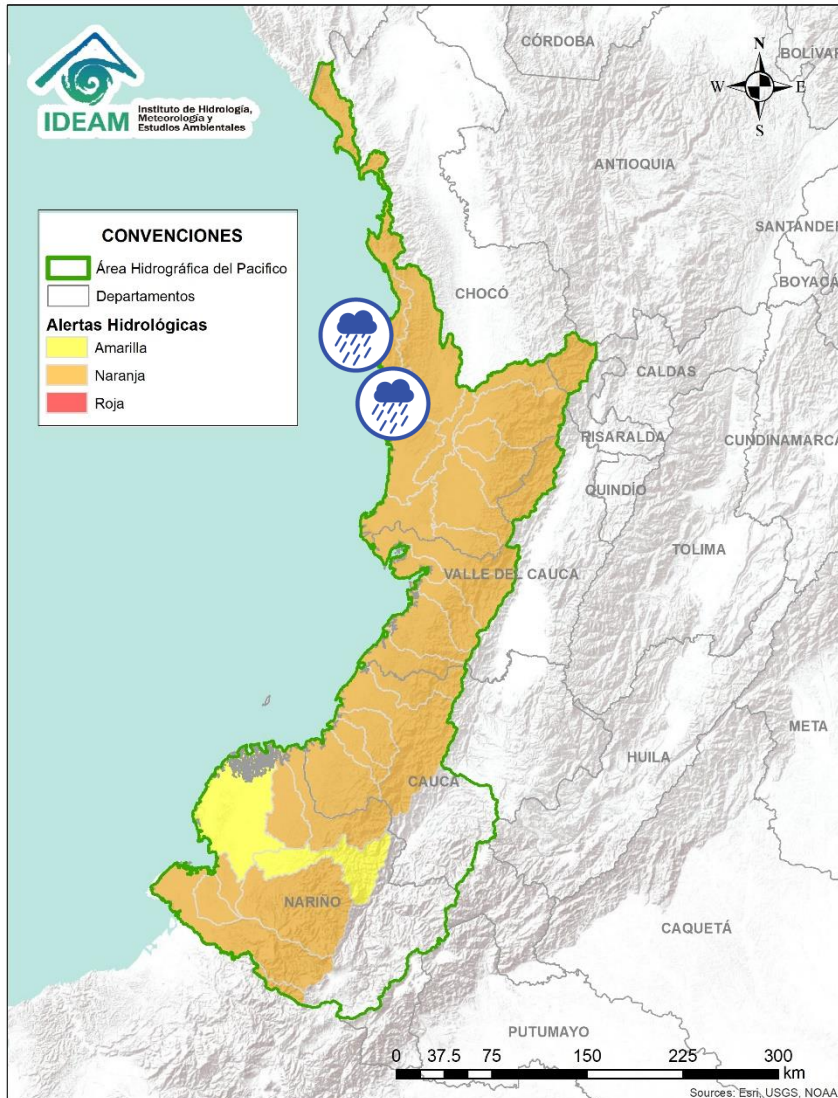 IDEAM
Instituto de Hidrología,
Meteorología y
Estudios Ambientales
CÓRDOBA
BOLÍVAR
N
W
E
S
ANTIOQUIA
SANTANDER
BOYACÁ
CONVENCIONES
Área Hidrográfica del Pacifico
Departamentos
Alertas Hidrológicas
Amarilla
Naranja
Roja
CHOCÓ
CALDAS
RISARALDA
CUNDINAMARCA
QUINDÍO
TOLIMA
VALLE DEL CAUCA
META
HUILA
CAUCA
NARIÑO
CAQUETÁ
PUTUMAYO
0 37.5 75 150 225 300
km
Sources: Esri, USGS, NOAA